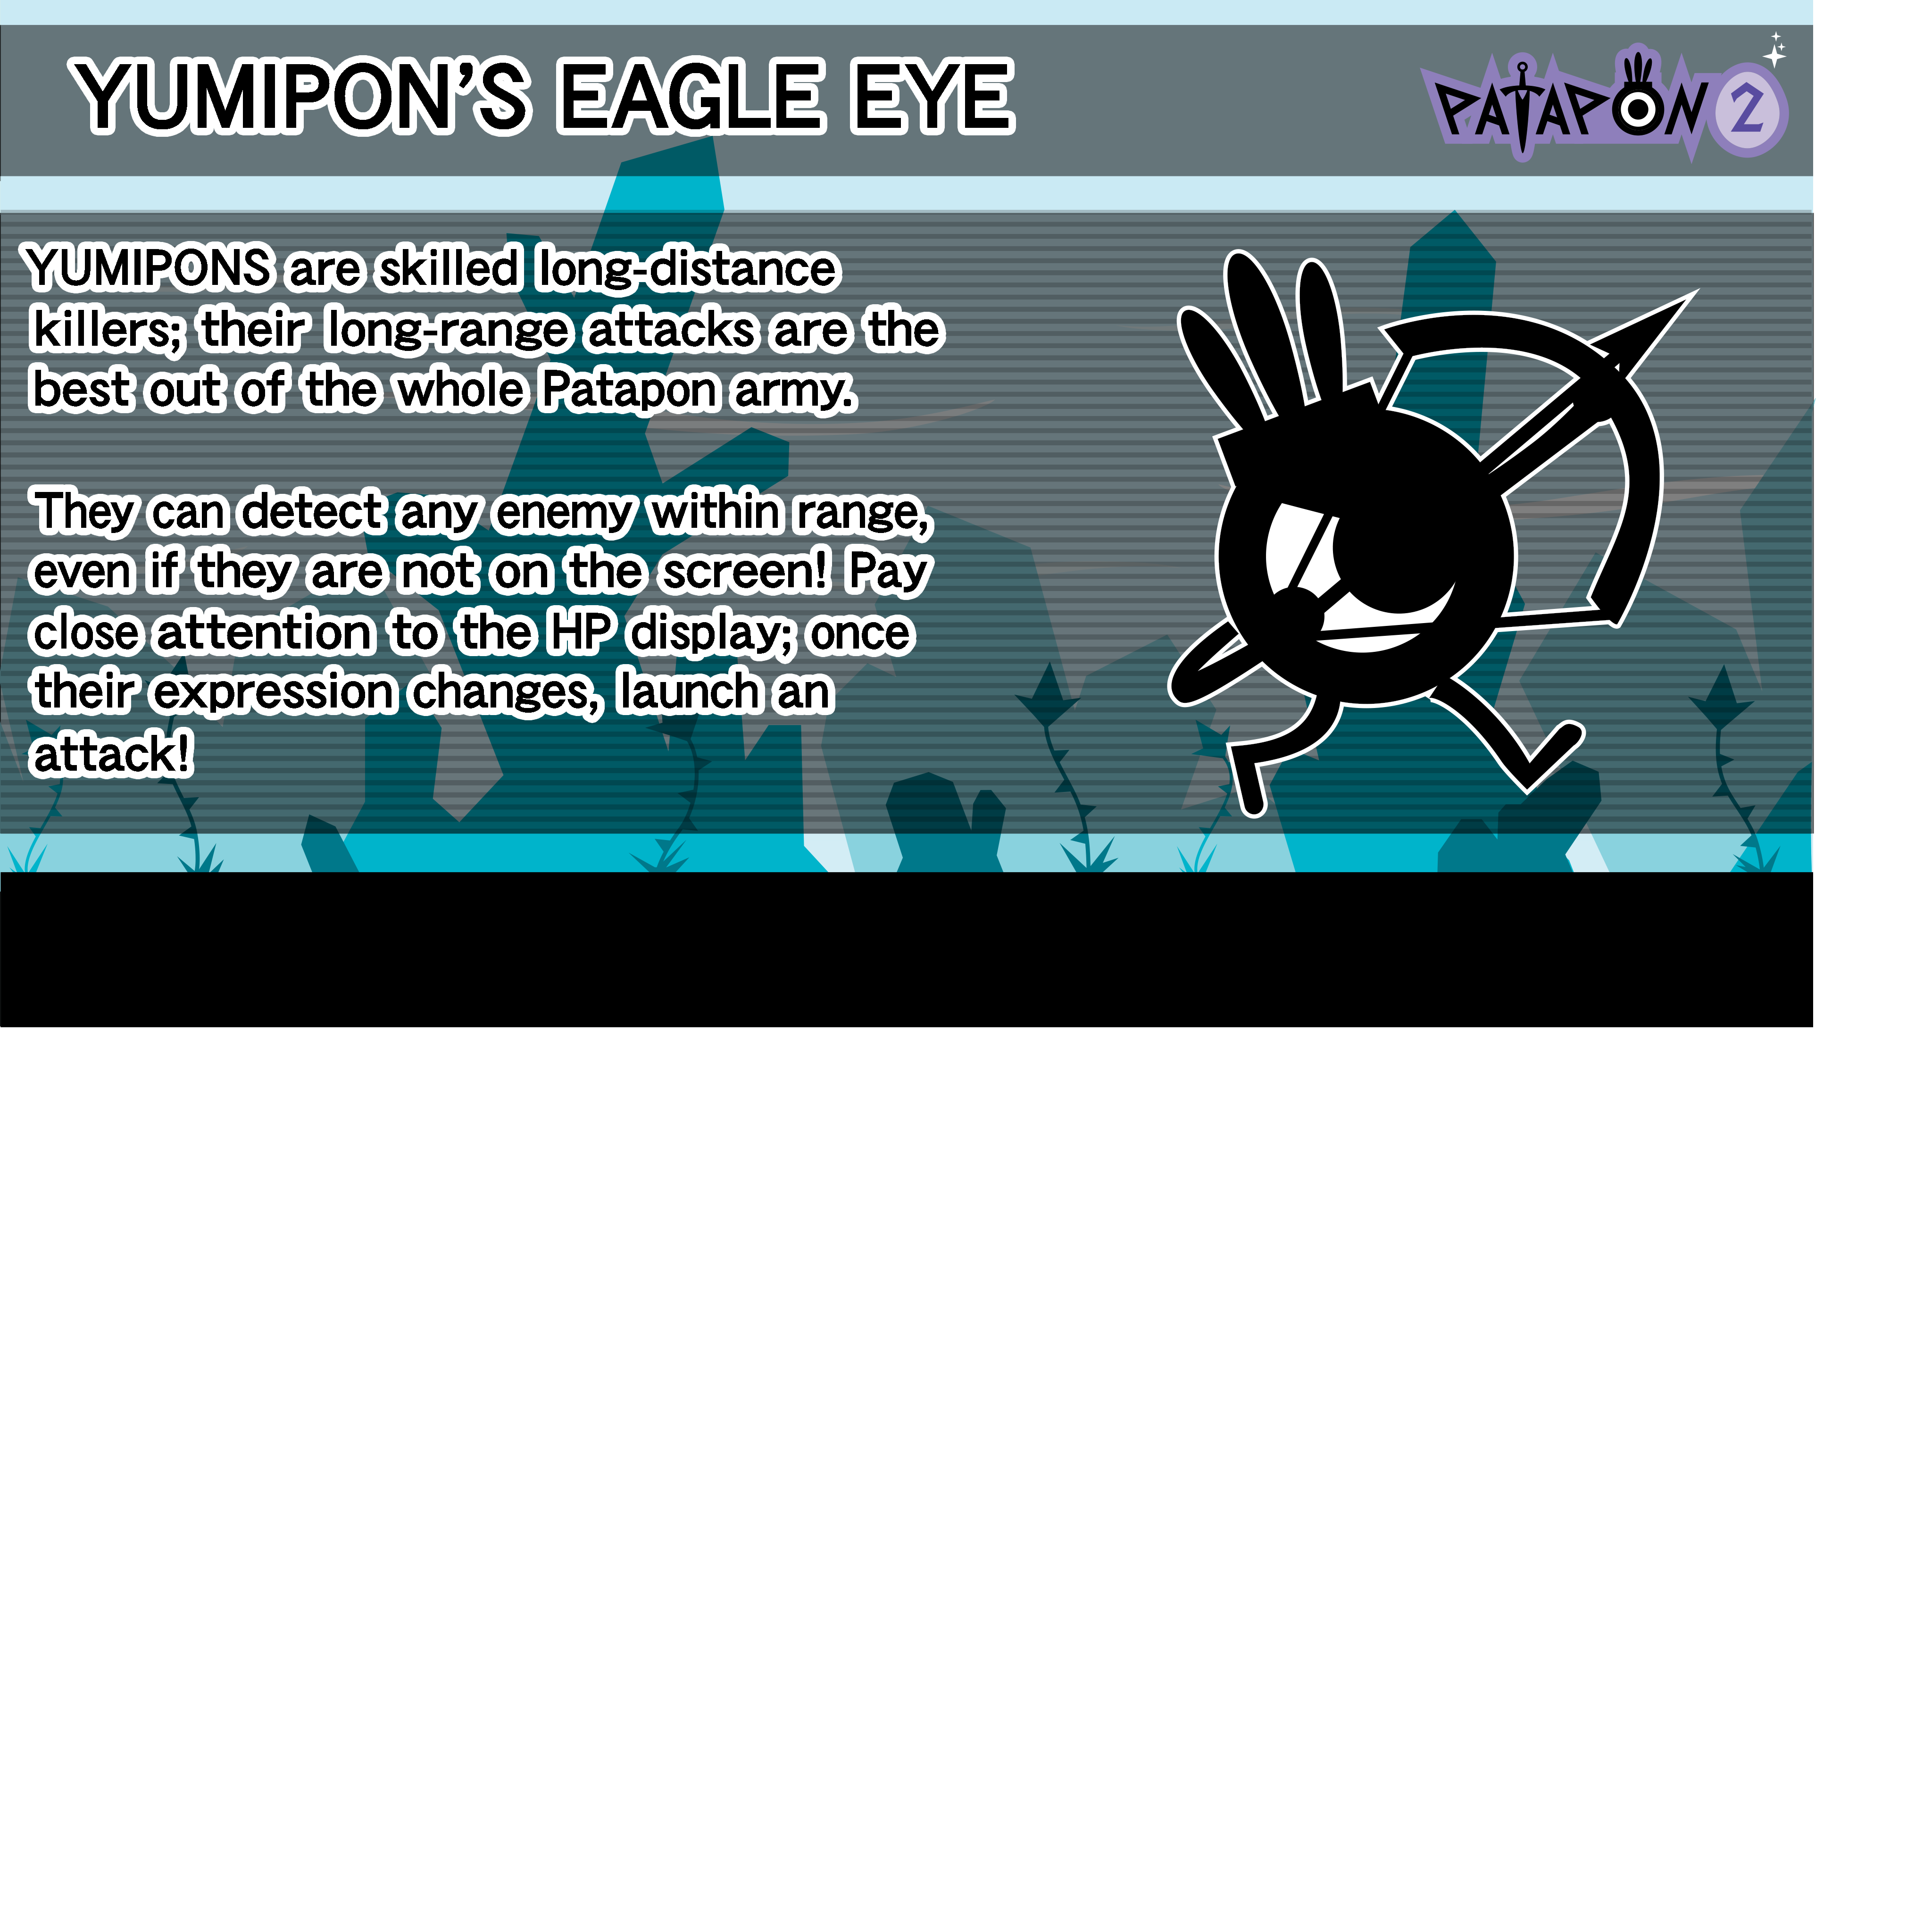 YUMIPON'S EAGLE EYE
PATAPON 2
YUMIPONS are skilled long-distance
killers; their long-range attacks are the
best out of the whole Patapon army.
They can detect any enemy within range,
even if they are not on the screen! Pay
close attention to the HP display; once
their expression changes, launch an
attack!